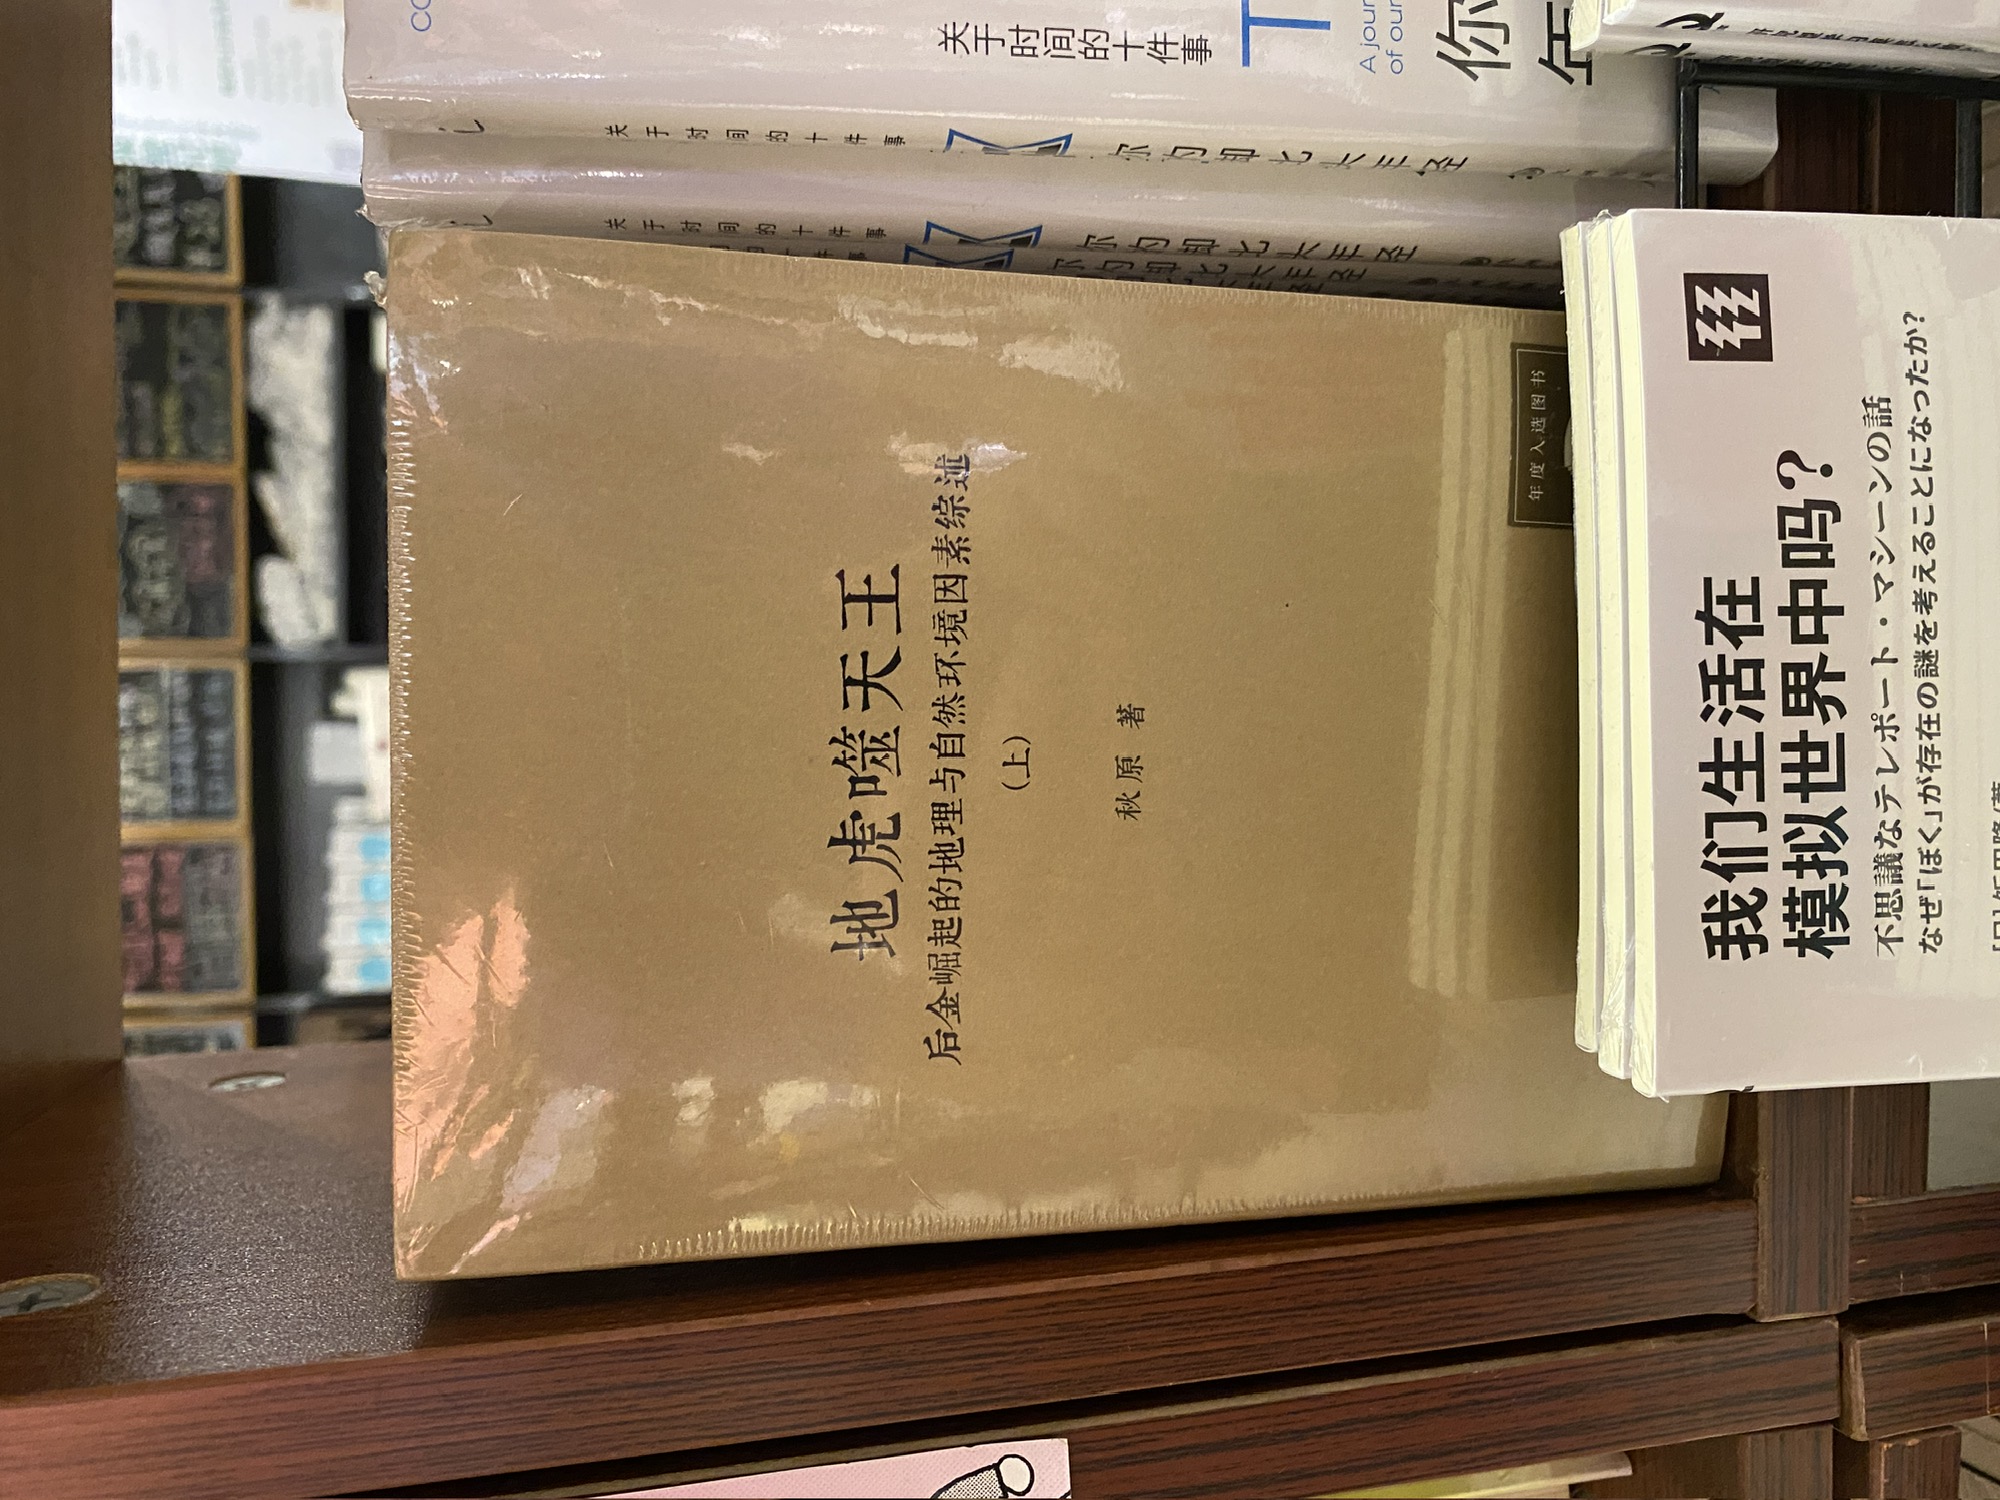 地虎噬天王
后金崛起的地理与自然环境因素综述
(上)
秋原 著
年度入选图书
关于时间的十件事
A jour
of our
你
年
关于时间的十件事
关于时间的十件事
我们生活在
模拟世界中吗?
不思議なテレポート・マシーンの話
なぜ「ぼく」が存在の謎を考えることになったか?